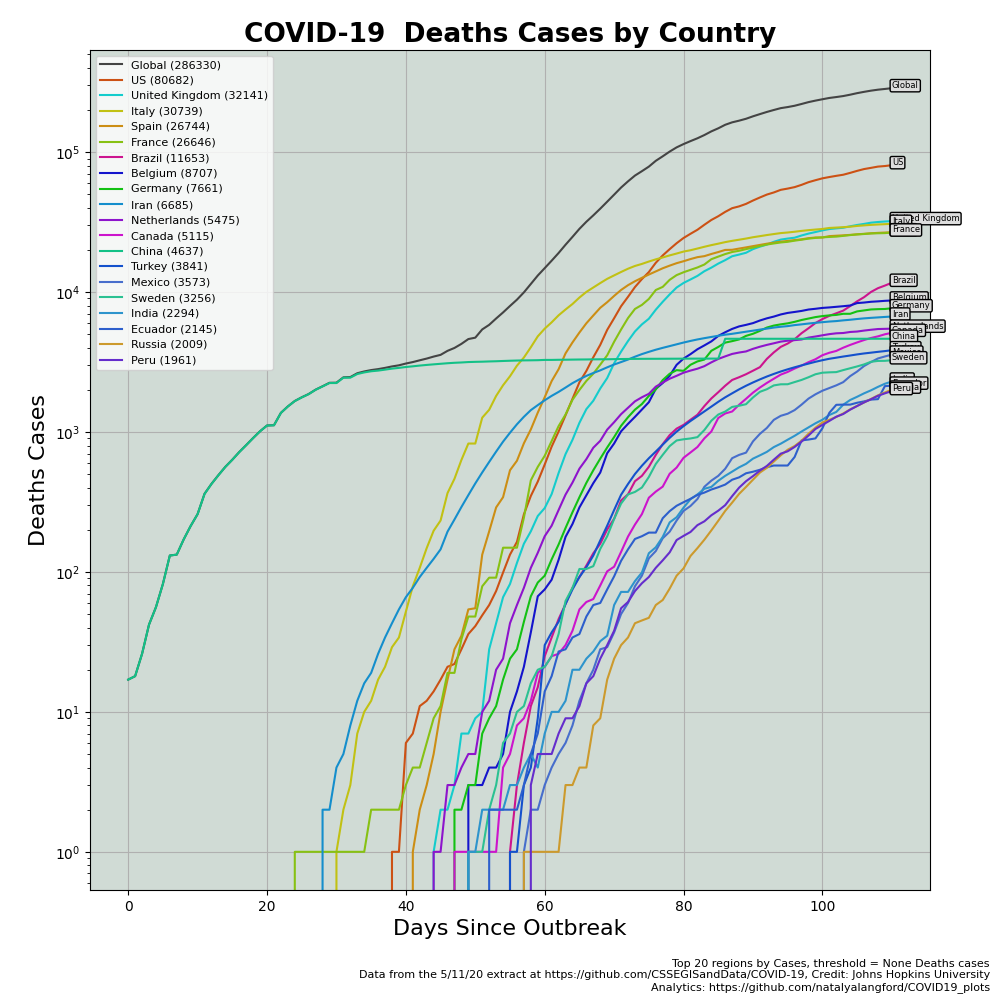 COVID-19  Deaths Cases by Country
Global (286330)
US (80682)
United Kingdom (32141)
Italy (30739)
Spain (26744)
France (26646)
Brazil (11653)
Belgium (8707)
Germany (7661)
Iran (6685)
Netherlands (5475)
Canada (5115)
China (4637)
Turkey (3841)
Mexico (3573)
Sweden (3256)
India (2294)
Ecuador (2145)
Russia (2009)
Peru (1961)
Global
US
Kingdom
Italy
France
Brazil
Belgium
Germany
Iran
Netherlands
Canada
China
Sweden
Peru
10^5
10^4
10^3
10^2
10^1
10^0
Deaths Cases
0 20 40 60 80 100
Days Since Outbreak
Top 20 regions by Cases, threshold = None Deaths cases
Data from the 5/11/20 extract at https://github.com/CSSEGISandData/COVID-19, Credit: Johns Hopkins University
Analytics: https://github.com/natalyalangford/COVID19_plots